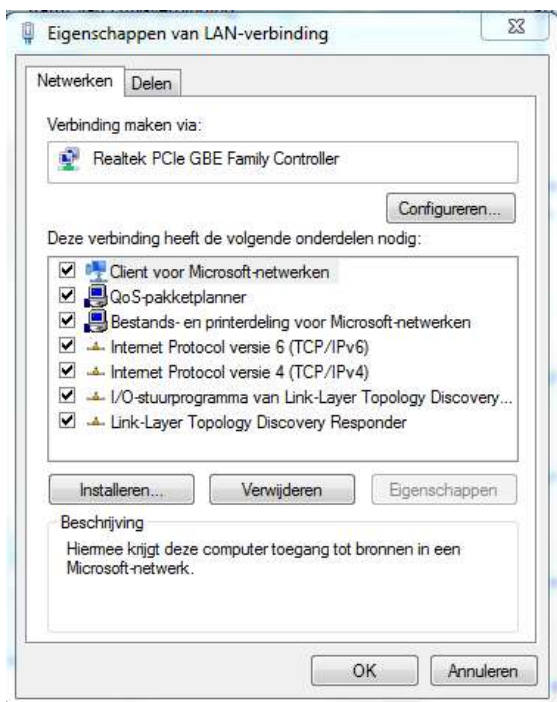 Eigenschappen van LAN-verbinding
Netwerken Delen
Verbinding maken via:
Realtek PCIe GBE Family Controller
Configureren...
Deze verbinding heeft de volgende onderdelen nodig:
Client voor Microsoft-netwerken
QoS-pakketplanner
Bestands- en printerdeling voor Microsoft-netwerken
Internet Protocol versie 6 (TCP/IPv6)
Internet Protocol versie 4 (TCP/IPv4)
I/O-stuurprogramma van Link-Layer Topology Discovery...
Link-Layer Topology Discovery Responder
Installeren... Verwijderen Eigenschappen
Beschrijving
Hiermee krijgt deze computer toegang tot bronnen in een
Microsoft-netwerk.
OK Annuleren